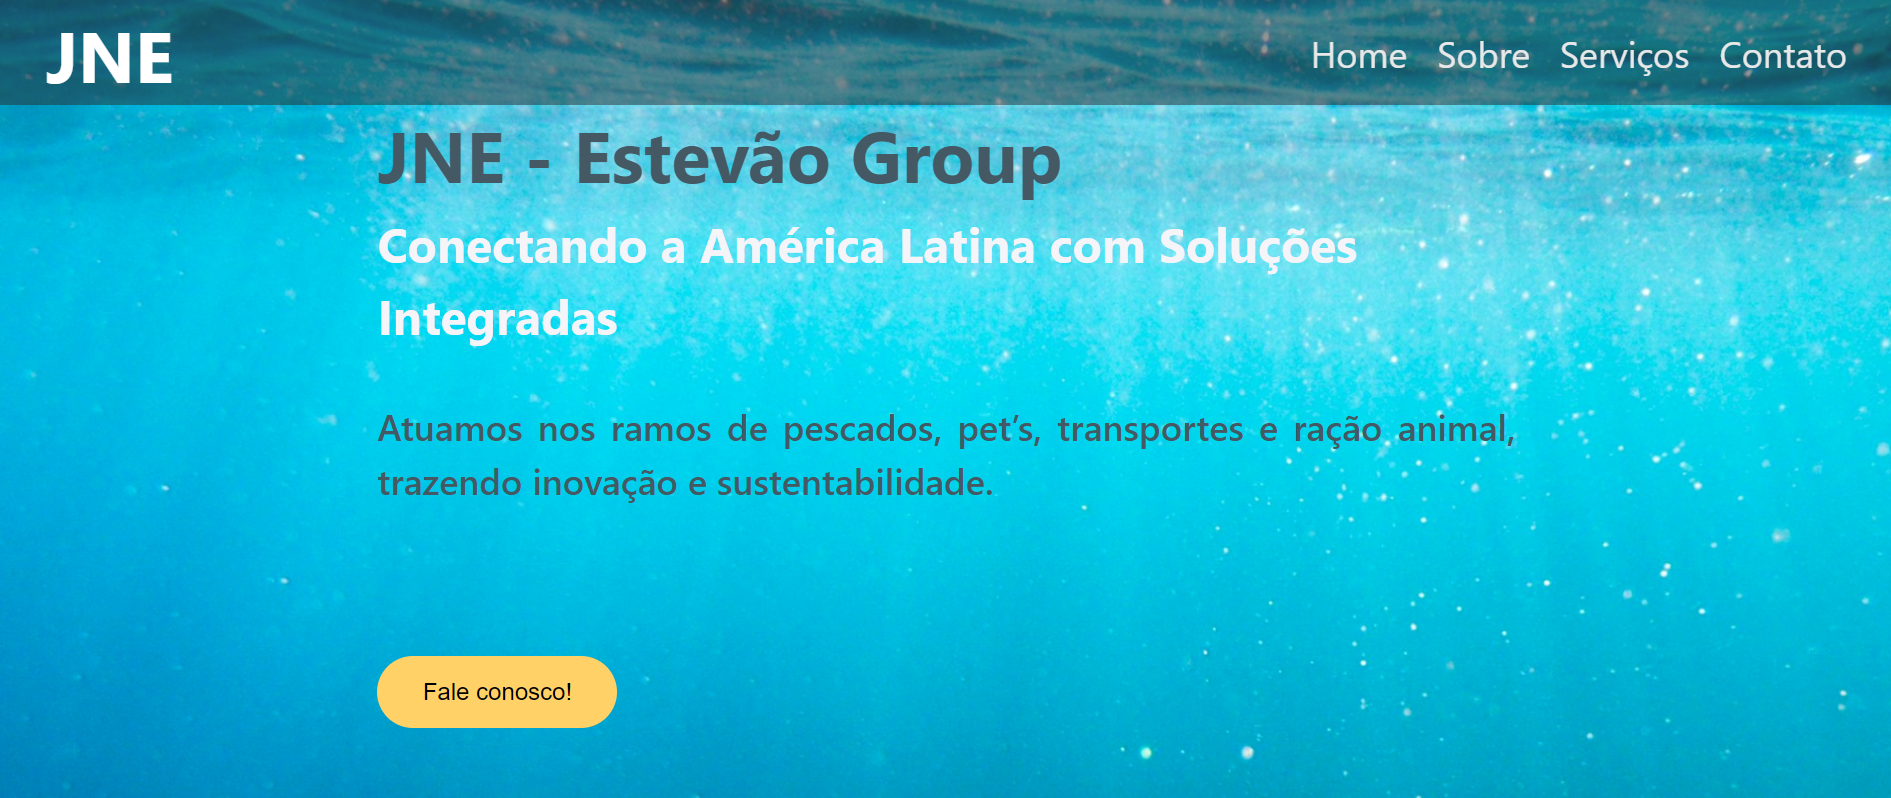 JNE
Home Sobre Serviços Contato
JNE - Estevão Group
Conectando a América Latina com Soluções
Integradas
Atuamos nos ramos de pescados, pet’s, transportes e ração animal,
trazendo inovação e sustentabilidade.
Fale conosco!